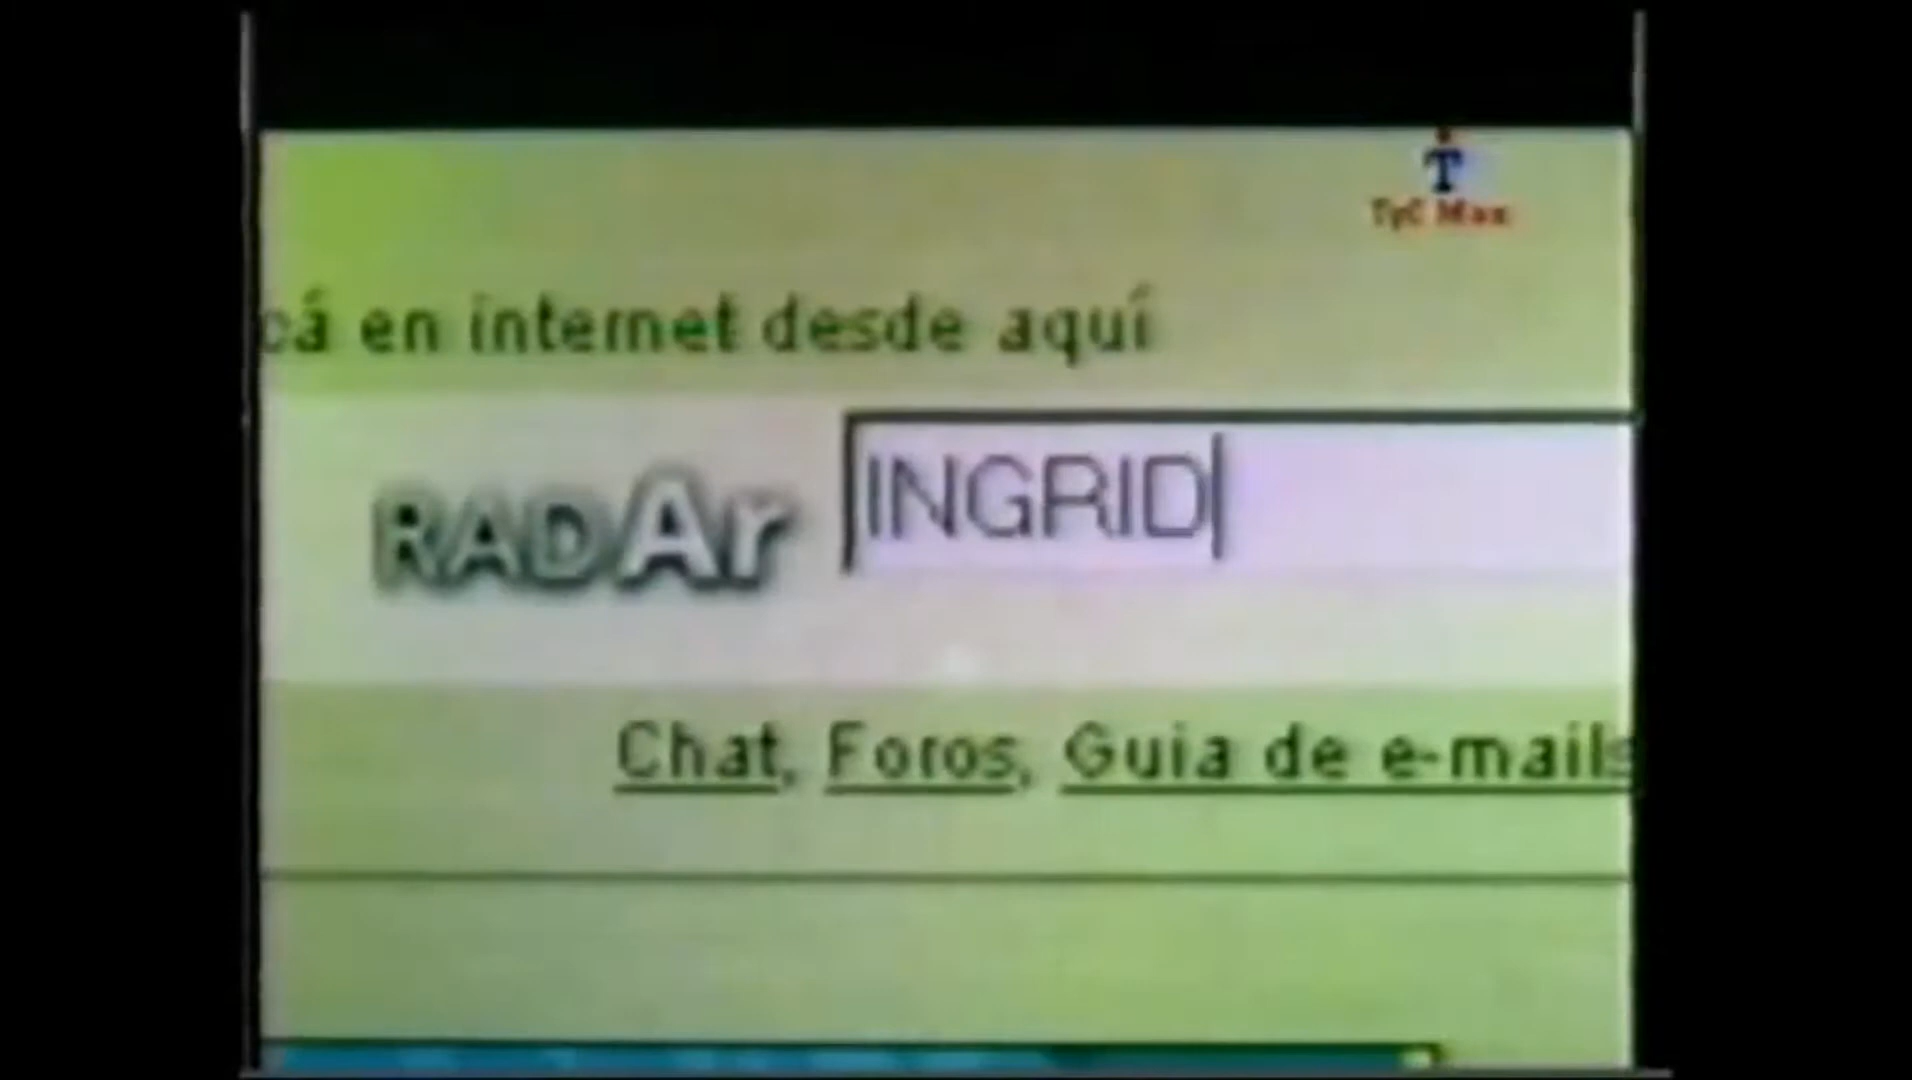 T
TyC Max
cá en internet desde aquí
RADAr INGRID
Chat, Foros, Guia de e-mails